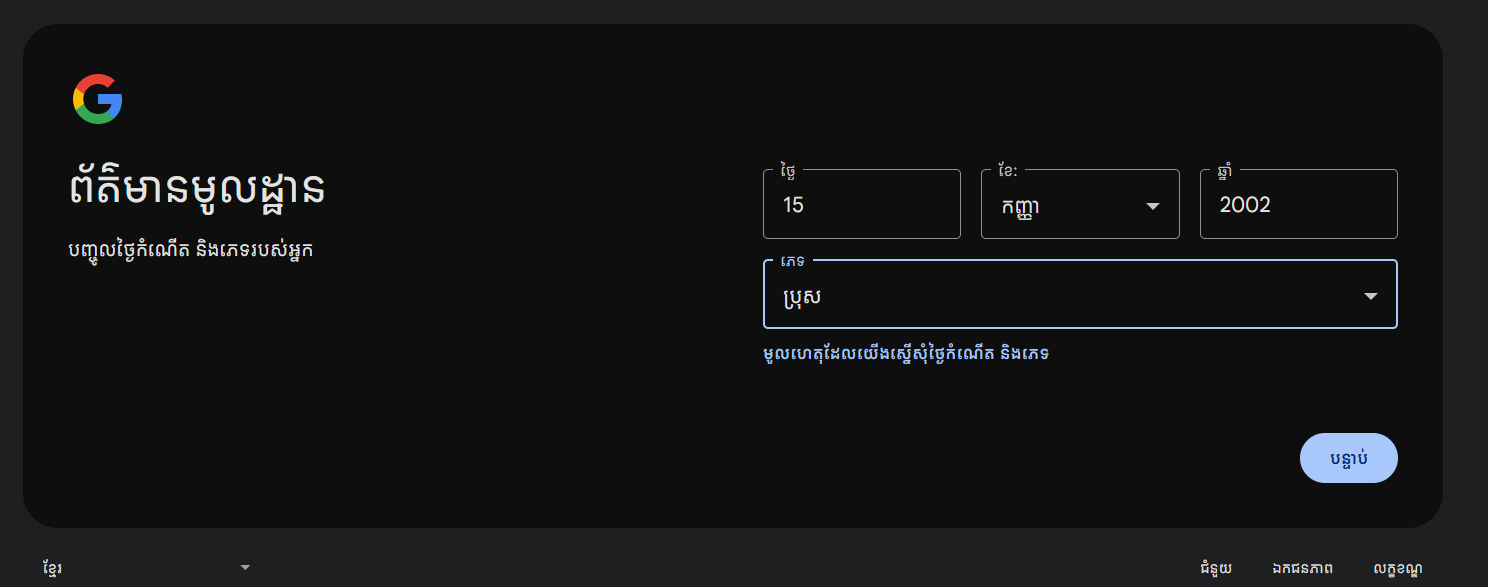 ព័ត៌មានមូលដ្ឋាន
បញ្ចូលថ្ងៃកំណើត និងភេទរបស់អ្នក
ថ្ងៃ
15
ខែ:
កញ្ញា
ឆ្នាំ
2002
ភេទ
ប្រុស
មូលហេតុដែលយើងស្នើសុំថ្ងៃកំណើត និងភេទ
បន្ទាប់
ខ្មែរ
ជំនួយ
ឯកជនភាព
លក្ខខណ្ឌ